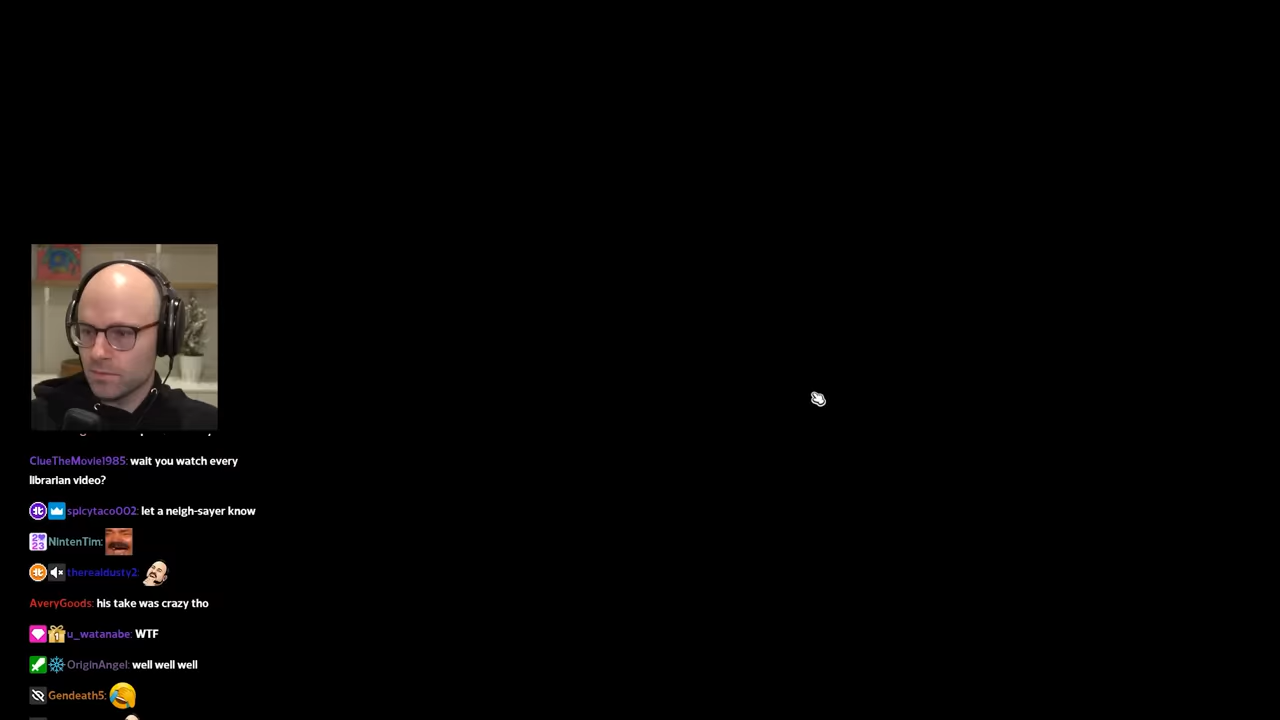 ClueTheMovie1985: wait you watch every
librarian video?
spicytaco002: let a neigh-sayer know
NintenTim:
therealdusty2:
AveryGoods: his take was crazy tho
u_watanabe: WTF
OriginAngel: well well well
Gendeath5: